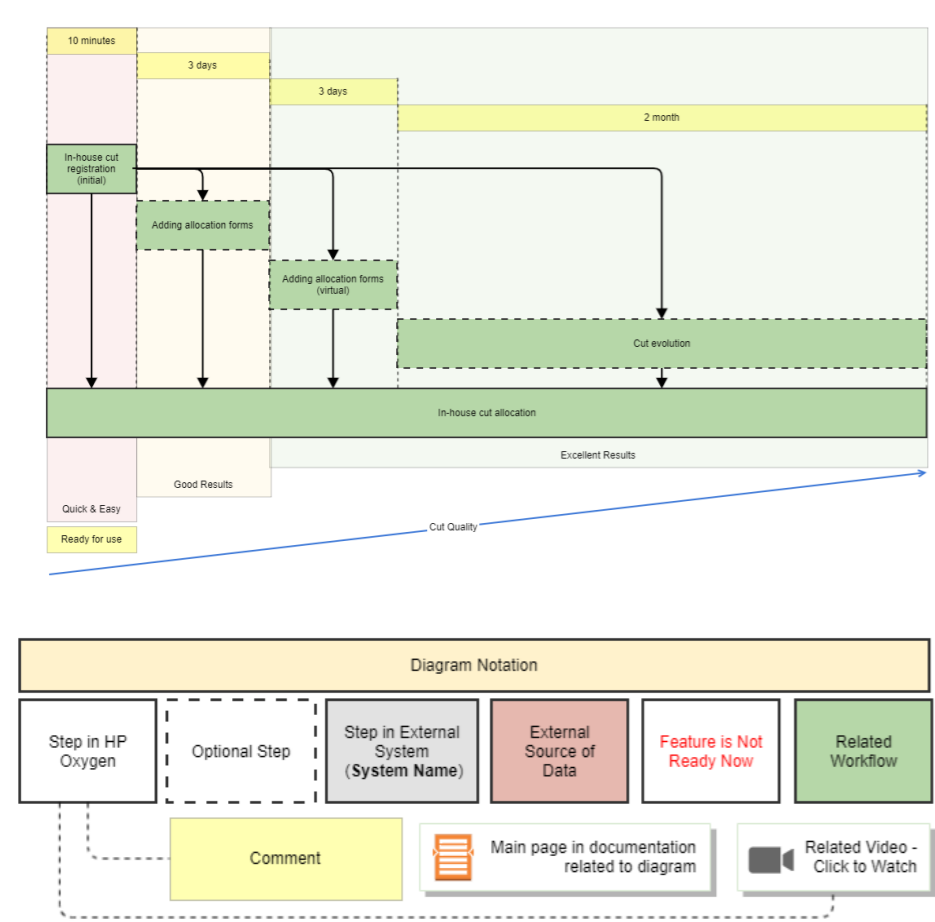 10 minutes
3 days
3 days
2 month
In-house cut
registration
(initial)
Adding allocation forms
Adding allocation forms
(virtual)
Cut evolution
In-house cut allocation
Excellent Results
Good Results
Quick & Easy
Cut Quality
Ready for use
Diagram Notation
Step in HP
Oxygen
Optional Step
Step in External
System
(System Name)
External
Source of
Data
Feature is Not
Ready Now
Related
Workflow
Comment
Main page in documentation
related to diagram
Related Video -
Click to Watch